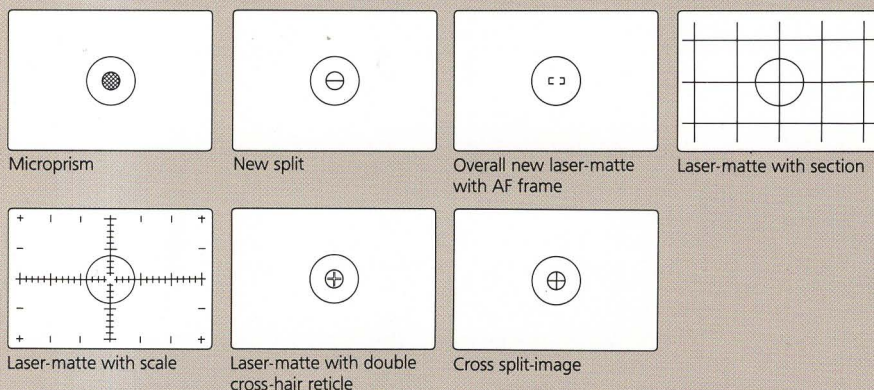 Microprism
New split
Overall new laser-matte
with AF frame
Laser-matte with section
Laser-matte with scale
Laser-matte with double
cross-hair reticle
Cross split-image